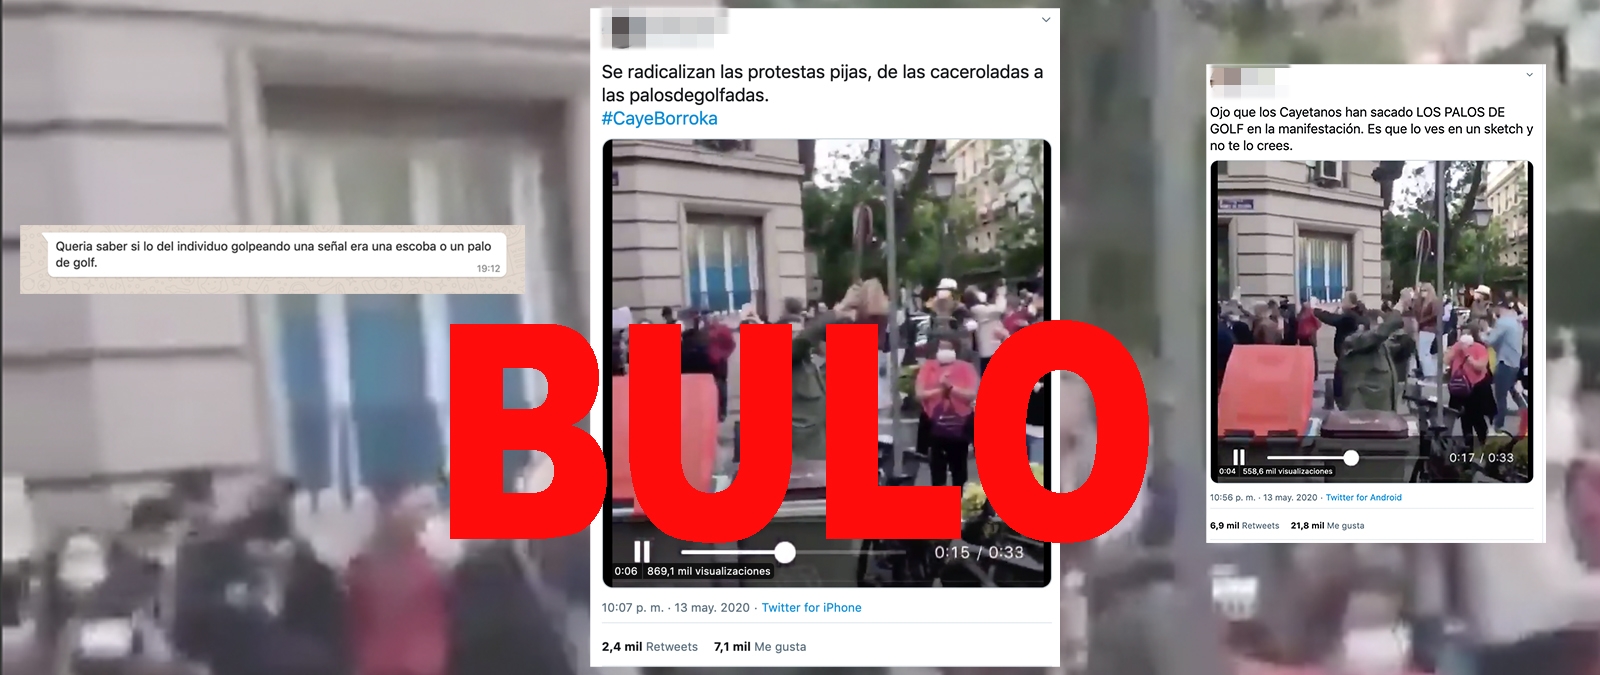 Queria saber si lo del individuo golpeando una señal era una escoba o un palo
de golf.
19:12
Se radicalizan las protestas pijas, de las caceroladas a
las palosdegolfadas.
#CayeBorroka
0:15 / 0:33
0:06 869,1 mil visualizaciones
10:07 p. m. · 13 may. 2020 · Twitter for iPhone
2,4 mil Retweets 7,1 mil Me gusta
BULO
Ojo que los Cayetanos han sacado LOS PALOS DE
GOLF en la manifestación. Es que lo ves en un sketch y
no te lo crees.
0:17 / 0:33
0:04 558,6 mil visualizaciones
10:56 p. m. · 13 may. 2020 · Twitter for Android
6,9 mil Retweets 21,8 mil Me gusta